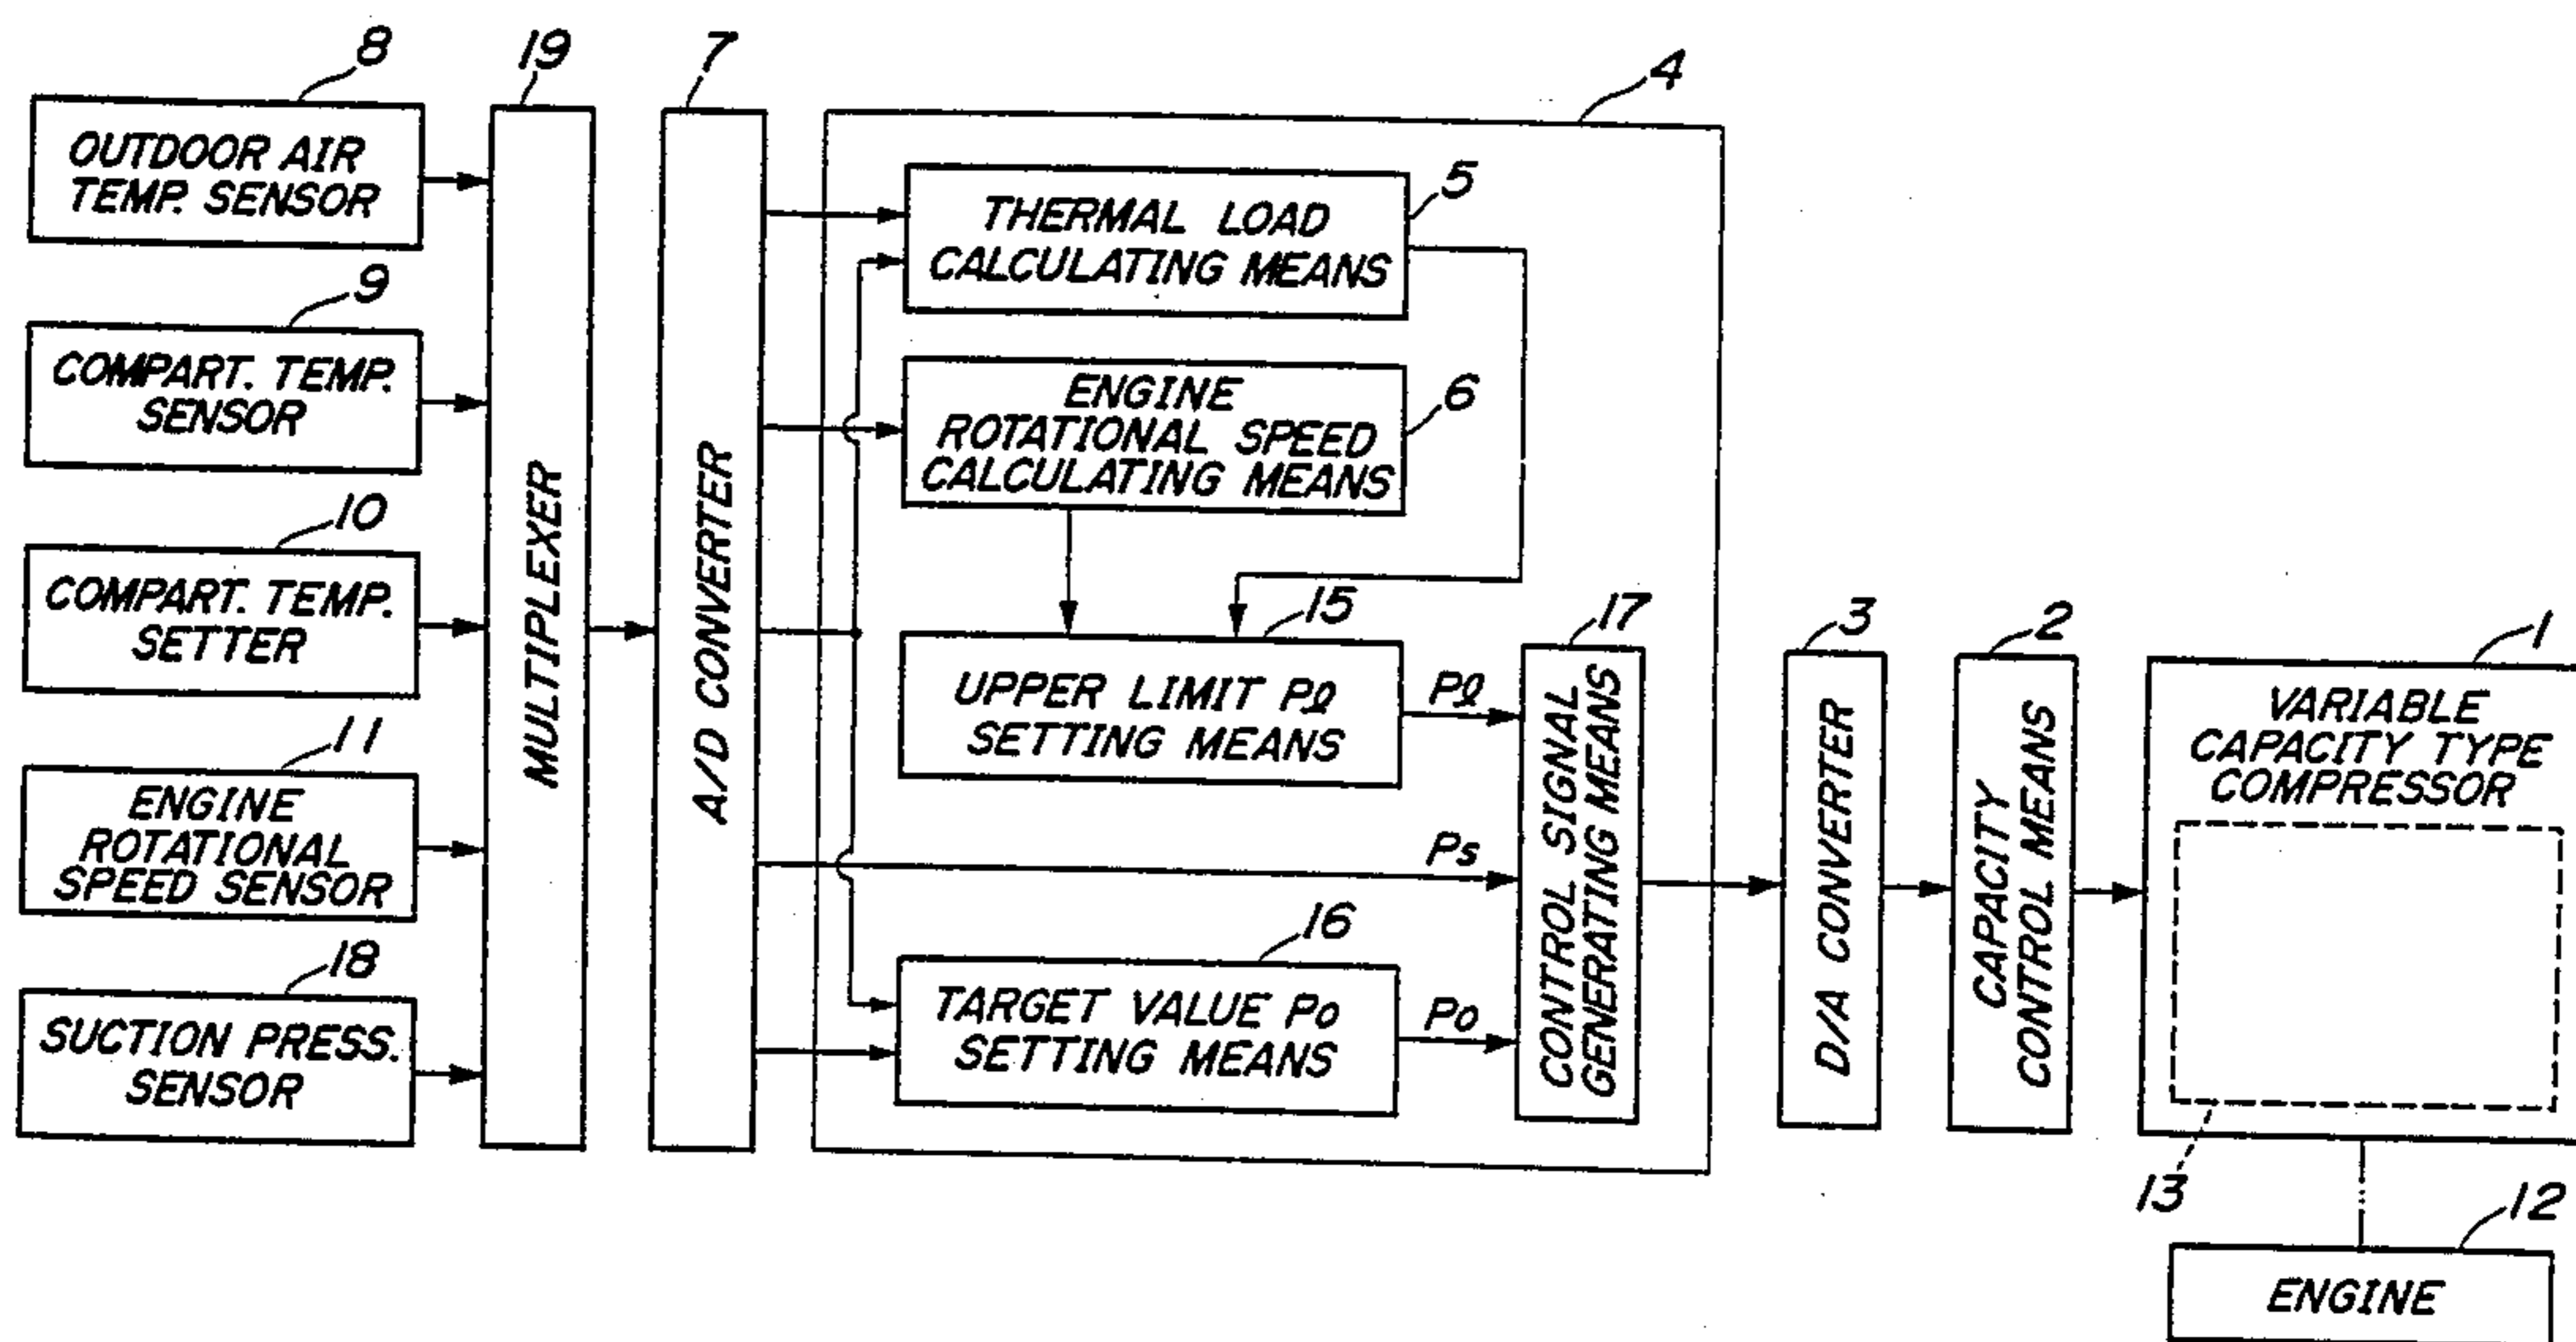 8
OUTDOOR AIR
TEMP. SENSOR
9
COMPART. TEMP.
SENSOR
10
COMPART. TEMP.
SETTER
11
ENGINE
ROTATIONAL
SPEED SENSOR
18
SUCTION PRESS.
SENSOR
19
MULTIPLEXER
7
A/D CONVERTER
4
5
THERMAL LOAD
CALCULATING MEANS
6
ENGINE
ROTATIONAL SPEED
CALCULATING MEANS
15
UPPER LIMIT Pℓ
SETTING MEANS
Pℓ
Ps
16
TARGET VALUE Po
SETTING MEANS
Po
17
CONTROL SIGNAL
GENERATING MEANS
3
D/A CONVERTER
2
CAPACITY
CONTROL MEANS
1
VARIABLE
CAPACITY TYPE
COMPRESSOR
13
12
ENGINE